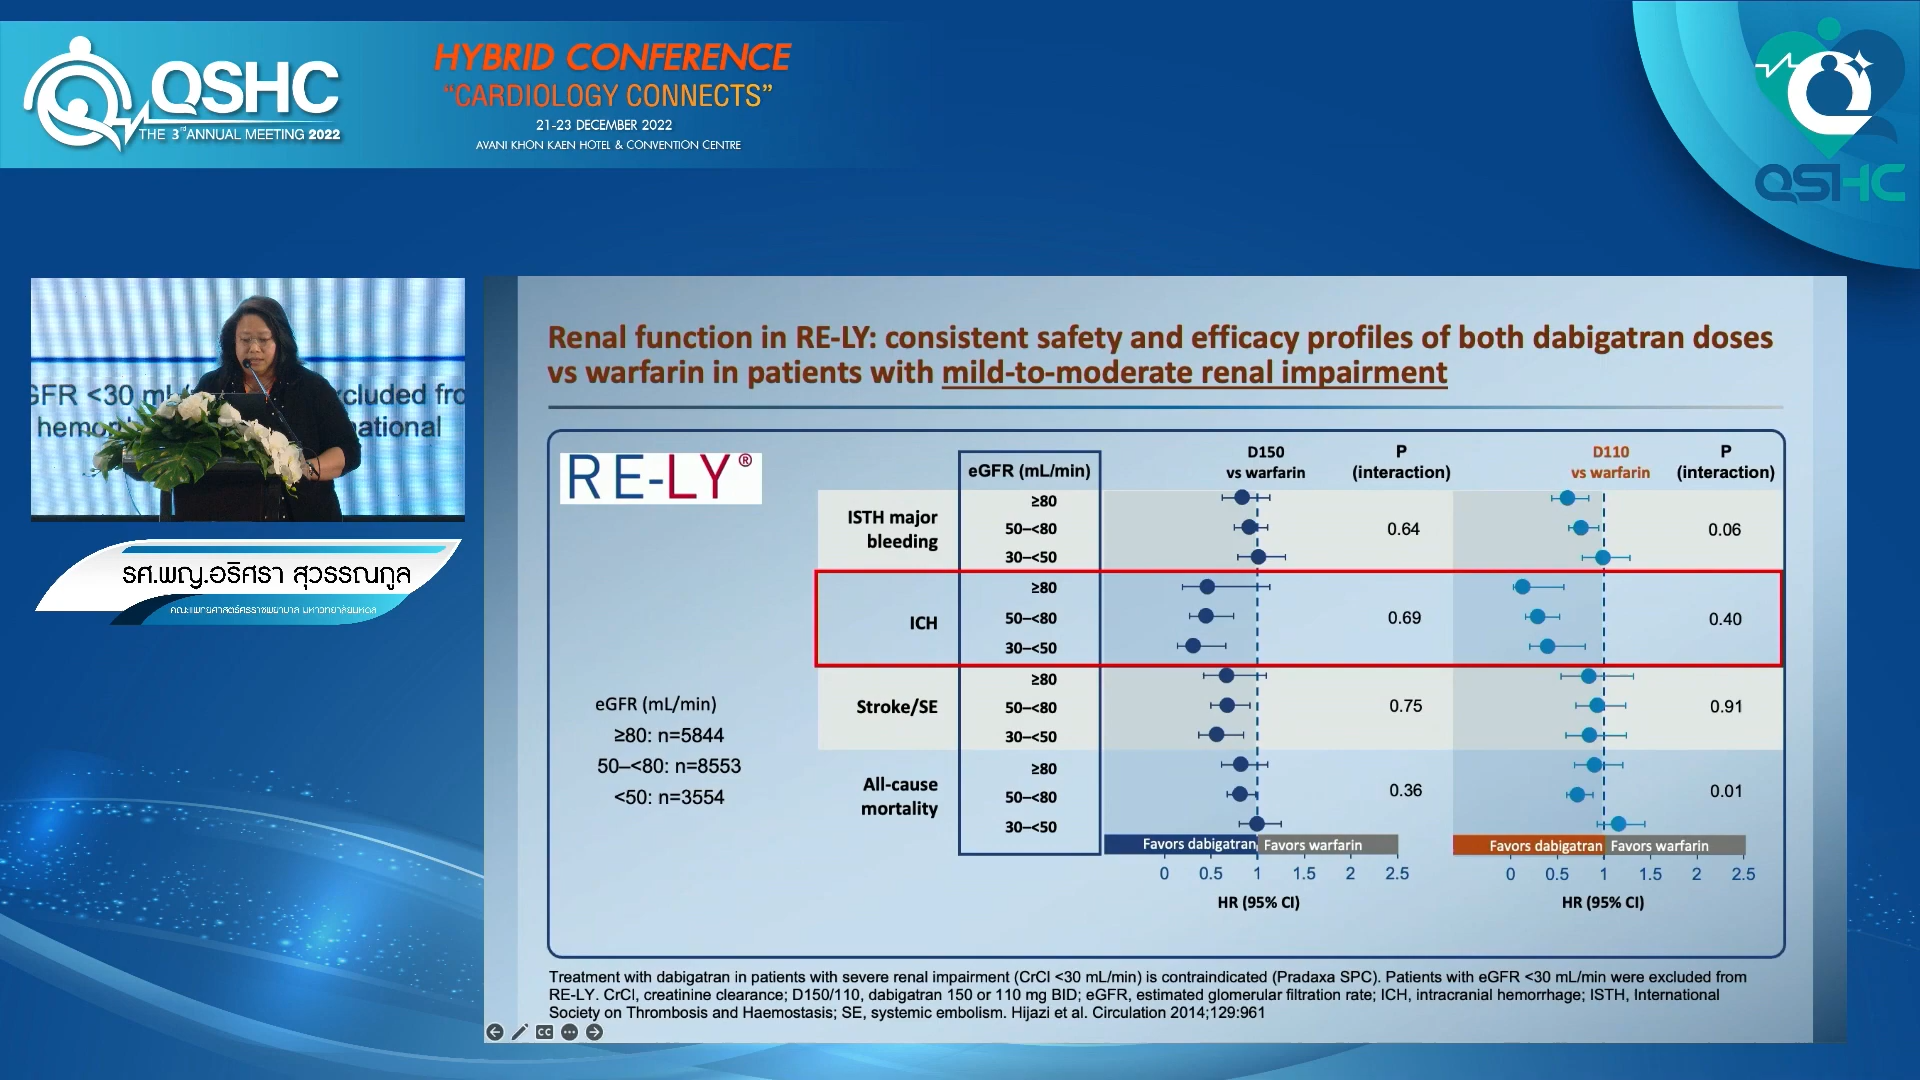 QSHC
THE 3rd ANNUAL MEETING 2022
HYBRID CONFERENCE
“CARDIOLOGY CONNECTS”
21-23 DECEMBER 2022
AVANI KHON KAEN HOTEL & CONVENTION CENTRE
QSHC
GFR <30 ml
cluded fro
hemor
national
รศ.พญ.อริศรา สุวรรณกูล
คณะแพทยศาสตร์ศิริราชพยาบาล มหาวิทยาลัยมหิดล
Renal function in RE-LY: consistent safety and efficacy profiles of both dabigatran doses
vs warfarin in patients with mild-to-moderate renal impairment
RE-LY®
eGFR (mL/min)
D150
vs warfarin
P
(interaction)
D110
vs warfarin
P
(interaction)
ISTH major
bleeding
≥80
50–<80
30–<50
0.64
0.06
ICH
≥80
50–<80
30–<50
0.69
0.40
Stroke/SE
≥80
50–<80
30–<50
0.75
0.91
All-cause
mortality
≥80
50–<80
30–<50
0.36
0.01
eGFR (mL/min)
≥80: n=5844
50–<80: n=8553
<50: n=3554
Favors dabigatran Favors warfarin
Favors dabigatran Favors warfarin
0 0.5 1 1.5 2 2.5
0 0.5 1 1.5 2 2.5
HR (95% CI)
HR (95% CI)
Treatment with dabigatran in patients with severe renal impairment (CrCl <30 mL/min) is contraindicated (Pradaxa SPC). Patients with eGFR <30 mL/min were excluded from
RE-LY. CrCl, creatinine clearance; D150/110, dabigatran 150 or 110 mg BID; eGFR, estimated glomerular filtration rate; ICH, intracranial hemorrhage; ISTH, International
Society on Thrombosis and Haemostasis; SE, systemic embolism. Hijazi et al. Circulation 2014;129:961
CC